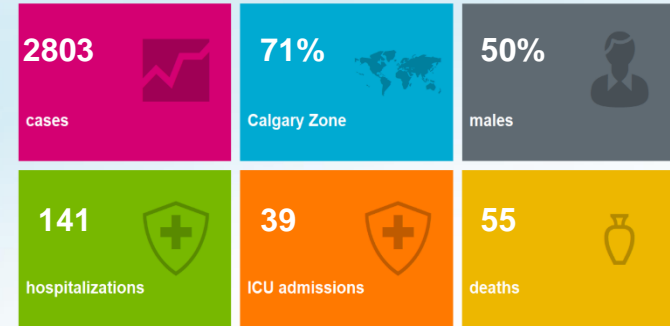 2803
cases
71%
Calgary Zone
50%
males
141
hospitalizations
39
ICU admissions
55
deaths